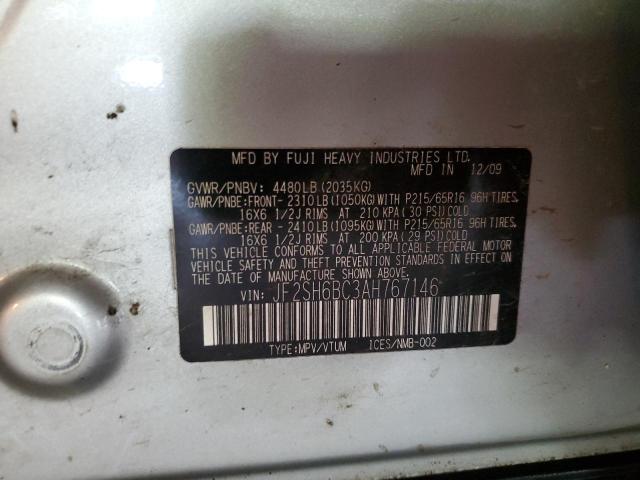 MFD BY FUJI HEAVY INDUSTRIES LTD.
MFD IN 12/09
GVWR/PNBV: 4480LB(2035KG)
GAWR/PNBE:FRONT- 2310LB(1050KG)WITH P215/65R16 96H TIRES,
16X6 1/2J RIMS AT 210 KPA(30 PSI)COLD
GAWR/PNBE:REAR - 2410LB(1095KG)WITH P215/65R16 96H TIRES,
16X6 1/2J RIMS AT 200 KPA(29 PSI)COLD
THIS VEHICLE CONFORMS TO ALL APPLICABLE FEDERAL MOTOR
VEHICLE SAFETY AND THEFT PREVENTION STANDARDS IN EFFECT ON
THE DATE OF MANUFACTURE SHOWN ABOVE.
VIN: JF2SH6BC3AH767146
TYPE:MPV/VTUM ICES/NMB-002